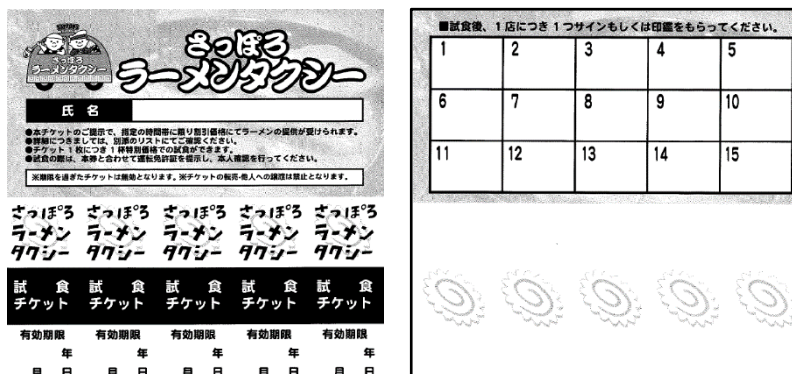 さっぽろ
ラーメンタクシー
さっぽろ
ラーメンタクシー
氏 名
●本チケットのご提示で、指定の時間帯に限り割引価格にてラーメンの提供が受けられます。
●詳細につきましては、別添のリストにてご確認ください。
●チケット1枚につき1杯特別価格での試食ができます。
●試食の際は、本券と合わせて運転免許証を提示し、本人確認を行ってください。
※期限を過ぎたチケットは無効となります。※チケットの転売・他人への譲渡は禁止となります。
さっぽろ さっぽろ さっぽろ さっぽろ さっぽろ
ラーメン ラーメン ラーメン ラーメン ラーメン
タクシー タクシー タクシー タクシー タクシー
試 食 試 食 試 食 試 食 試 食
チケット チケット チケット チケット チケット
有効期限 有効期限 有効期限 有効期限 有効期限
年 年 年 年 年
月 日 月 日 月 日 月 日 月 日
■試食後、1店につき1つサインもしくは印鑑をもらってください。
1 2 3 4 5
6 7 8 9 10
11 12 13 14 15